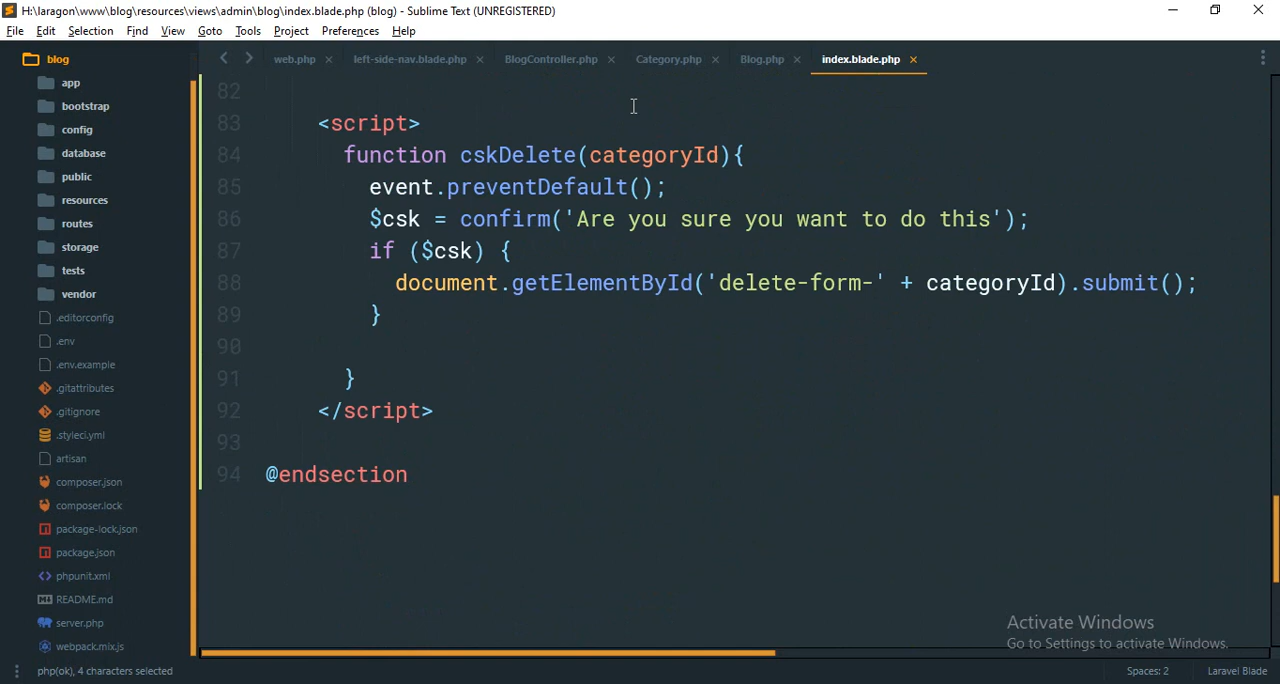 H:\laragon\www\blog\resources\views\admin\blog\index.blade.php (blog) - Sublime Text (UNREGISTERED)
File Edit Selection Find View Goto Tools Project Preferences Help
blog
app
bootstrap
config
database
public
resources
routes
storage
tests
vendor
.editorconfig
.env
.env.example
.gitattributes
.gitignore
.styleci.yml
artisan
composer.json
composer.lock
package-lock.json
package.json
phpunit.xml
README.md
server.php
webpack.mix.js
web.php left-side-nav.blade.php BlogController.php Category.php Blog.php index.blade.php
82
83 <script>
84 function cskDelete(categoryId){
85 event.preventDefault();
86 $csk = confirm('Are you sure you want to do this');
87 if ($csk) {
88 document.getElementById('delete-form-' + categoryId).submit();
89 }
90
91 }
92 </script>
93
94 @endsection
Activate Windows
Go to Settings to activate Windows.
php(ok), 4 characters selected
Spaces: 2 Laravel Blade